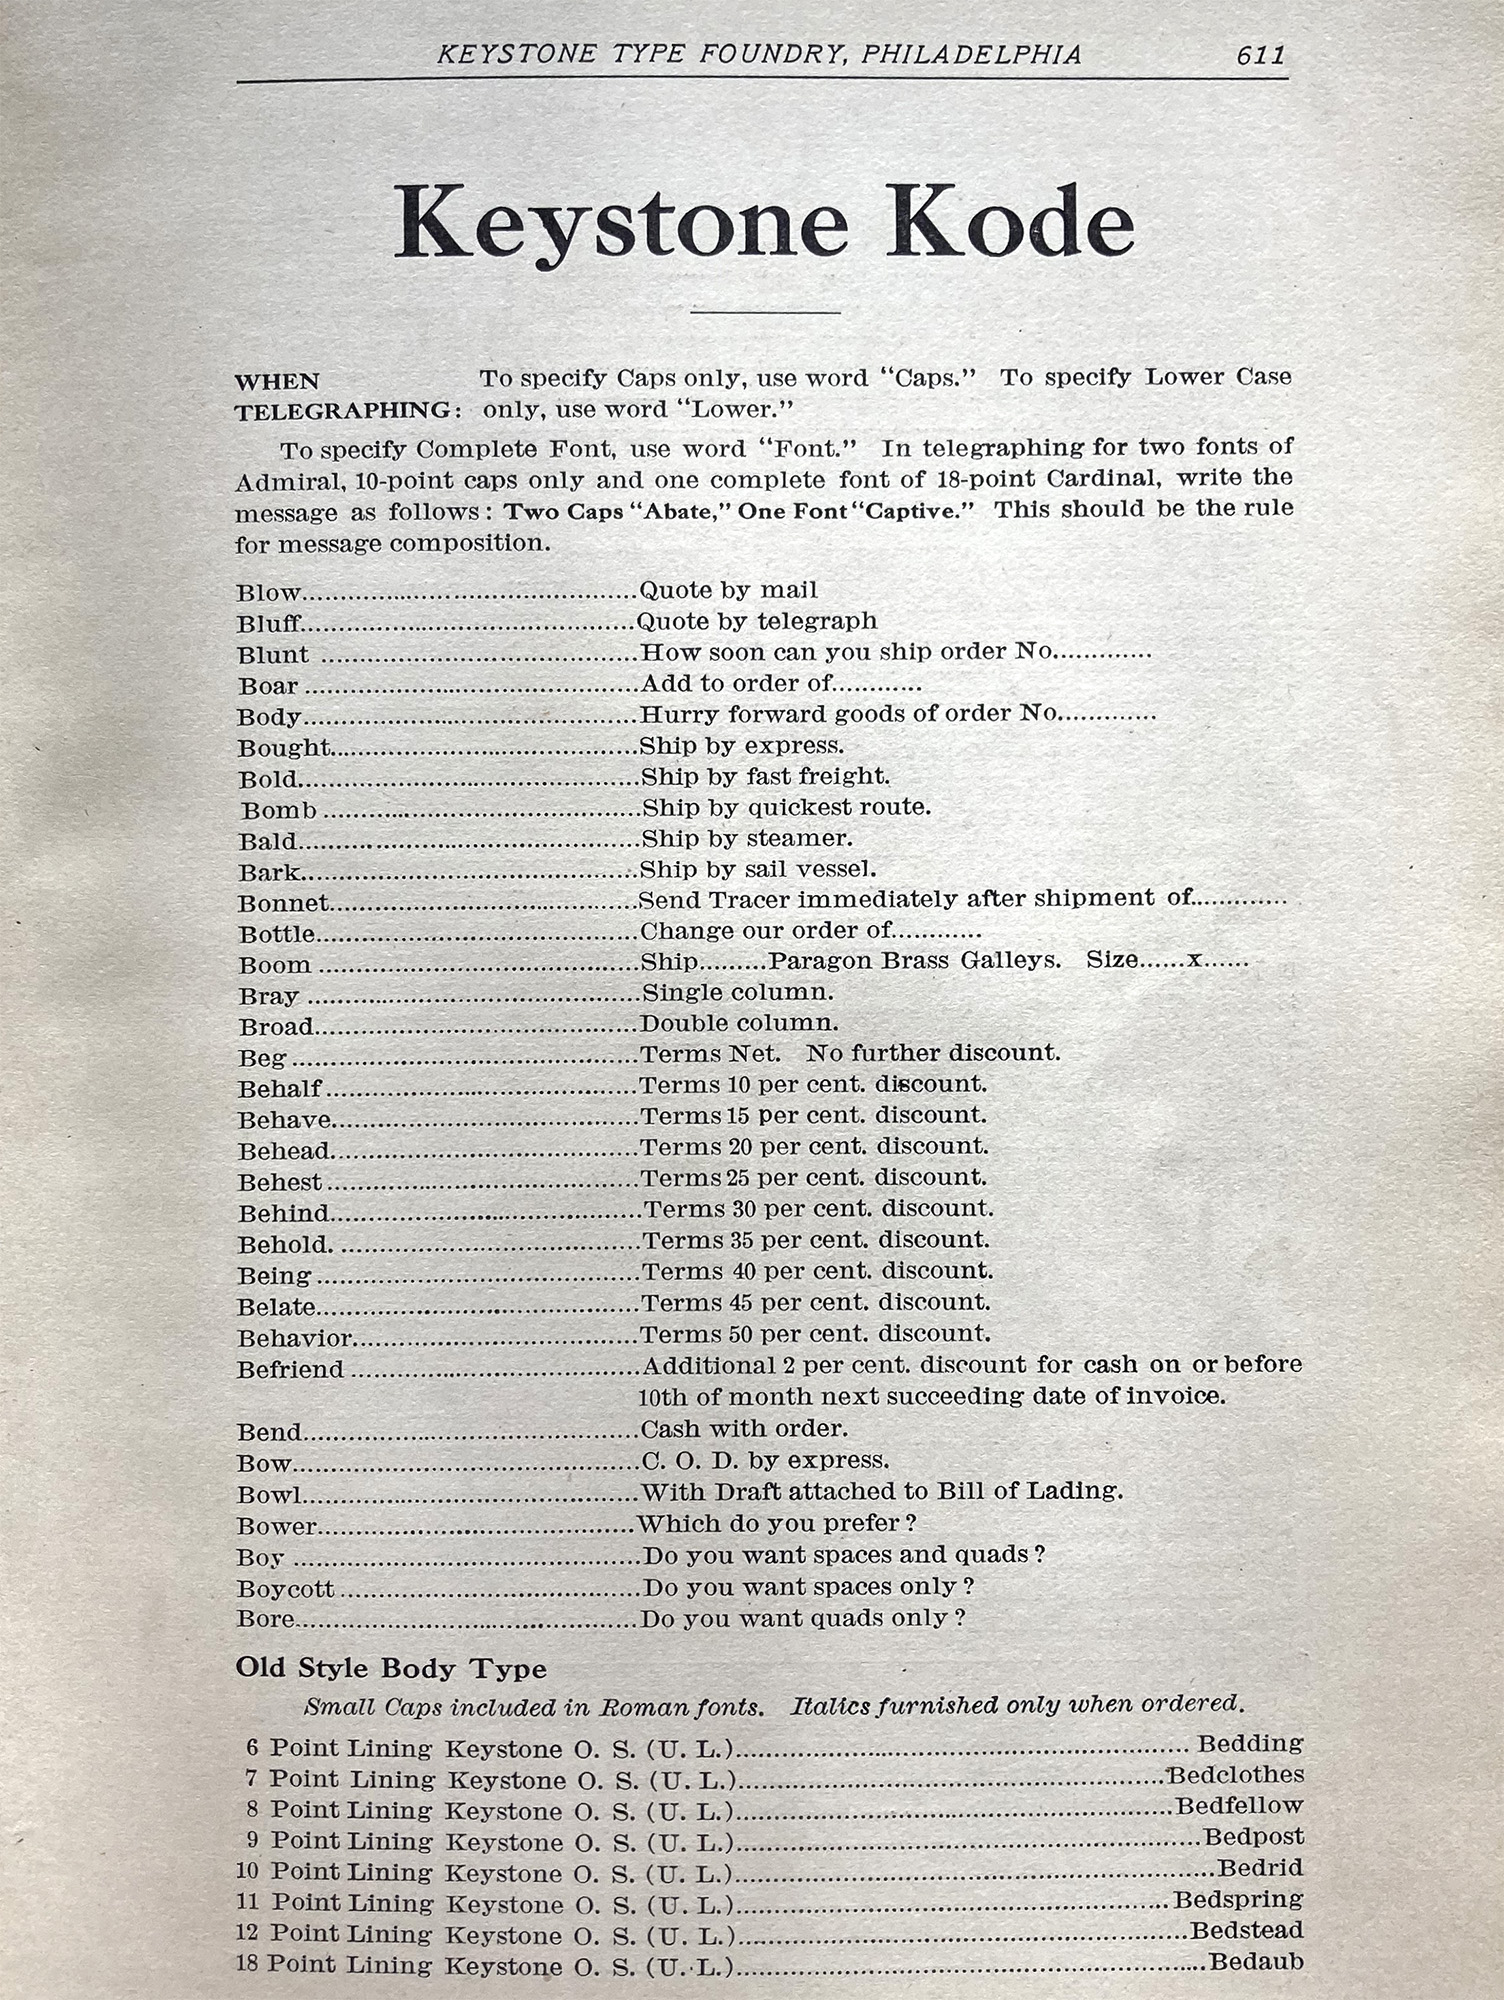 KEYSTONE TYPE FOUNDRY, PHILADELPHIA 611
Keystone Kode
WHEN To specify Caps only, use word “Caps.” To specify Lower Case
TELEGRAPHING: only, use word “Lower.”
To specify Complete Font, use word “Font.” In telegraphing for two fonts of
Admiral, 10-point caps only and one complete font of 18-point Cardinal, write the
message as follows: Two Caps “Abate,” One Font “Captive.” This should be the rule
for message composition.
Blow..........Quote by mail
Bluff..........Quote by telegraph
Blunt ..........How soon can you ship order No.............
Boar ..........Add to order of............
Body..........Hurry forward goods of order No.............
Bought..........Ship by express.
Bold..........Ship by fast freight.
Bomb ..........Ship by quickest route.
Bald..........Ship by steamer.
Bark..........Ship by sail vessel.
Bonnet..........Send Tracer immediately after shipment of............
Bottle..........Change our order of............
Boom ..........Ship.........Paragon Brass Galleys. Size......x......
Bray ..........Single column.
Broad..........Double column.
Beg ..........Terms Net. No further discount.
Behalf ..........Terms 10 per cent. discount.
Behave..........Terms 15 per cent. discount.
Behead..........Terms 20 per cent. discount.
Behest ..........Terms 25 per cent. discount.
Behind..........Terms 30 per cent. discount.
Behold. ..........Terms 35 per cent. discount.
Being ..........Terms 40 per cent. discount.
Belate..........Terms 45 per cent. discount.
Behavior..........Terms 50 per cent. discount.
Befriend ..........Additional 2 per cent. discount for cash on or before
10th of month next succeeding date of invoice.
Bend..........Cash with order.
Bow..........C. O. D. by express.
Bowl..........With Draft attached to Bill of Lading.
Bower..........Which do you prefer?
Boy ..........Do you want spaces and quads?
Boycott ..........Do you want spaces only?
Bore..........Do you want quads only?
Old Style Body Type
Small Caps included in Roman fonts. Italics furnished only when ordered.
6 Point Lining Keystone O. S. (U. L.)..........Bedding
7 Point Lining Keystone O. S. (U. L.)..........Bedclothes
8 Point Lining Keystone O. S. (U. L.)..........Bedfellow
9 Point Lining Keystone O. S. (U. L.)..........Bedpost
10 Point Lining Keystone O. S. (U. L.)..........Bedrid
11 Point Lining Keystone O. S. (U. L.)..........Bedspring
12 Point Lining Keystone O. S. (U. L.)..........Bedstead
18 Point Lining Keystone O. S. (U. L.)..........Bedaub